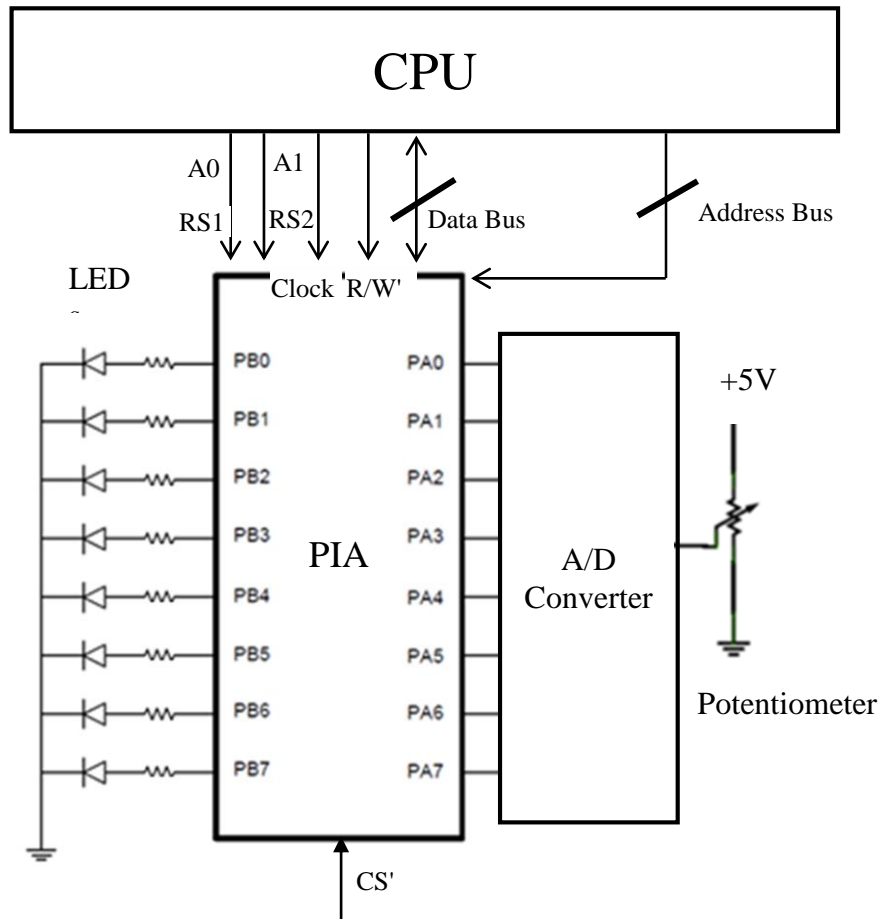 CPU
A0
A1
RS1
RS2
Data Bus
Address Bus
LED
Clock
R/W'
PB0
PA0
+5V
PB1
PA1
PB2
PA2
PB3
PA3
PIA
A/D
Converter
PB4
PA4
PB5
PA5
PB6
PA6
Potentiometer
PB7
PA7
CS'